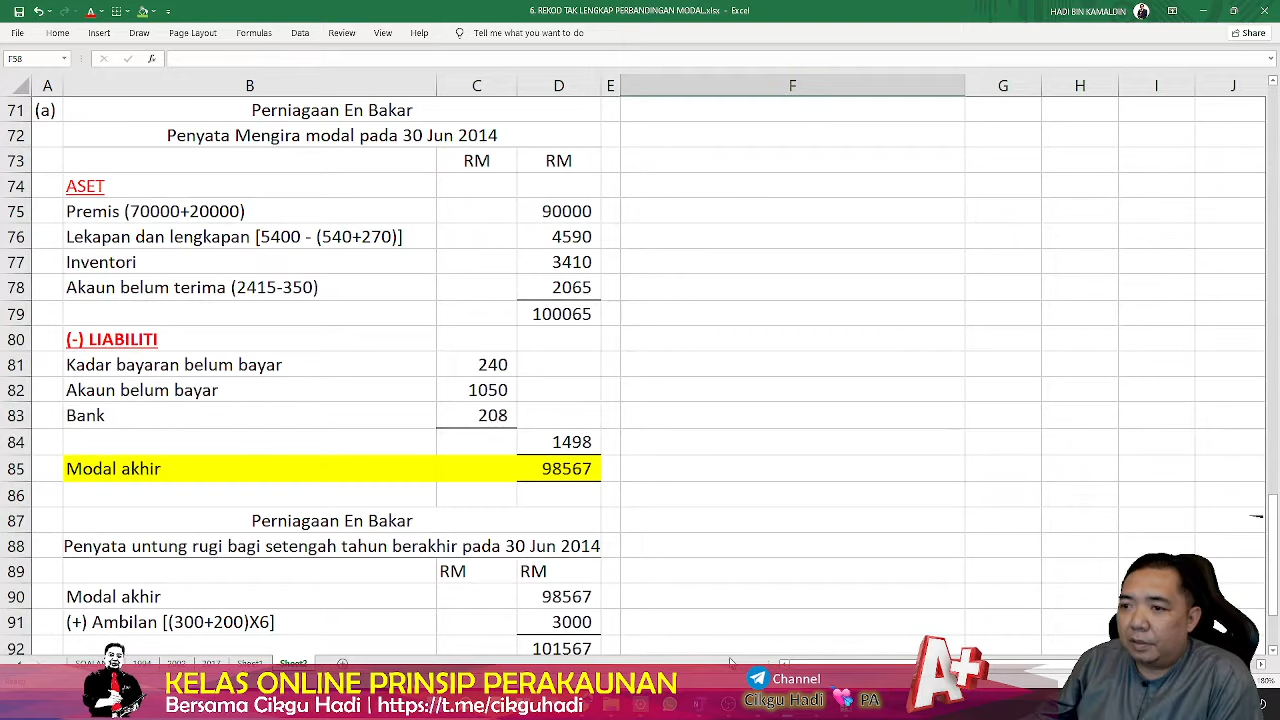 6. REKOD TAK LENGKAP PERBANDINGAN MODAL.xlsx - Excel
HADI BIN KAMALDIN
File Home Insert Draw Page Layout Formulas Data Review View Help Tell me what you want to do Share
F58 fx
A B C D E F G H I J
71 (a) Perniagaan En Bakar
72 Penyata Mengira modal pada 30 Jun 2014
73 RM RM
74 ASET
75 Premis (70000+20000) 90000
76 Lekapan dan lengkapan [5400 - (540+270)] 4590
77 Inventori 3410
78 Akaun belum terima (2415-350) 2065
79 100065
80 (-) LIABILITI
81 Kadar bayaran belum bayar 240
82 Akaun belum bayar 1050
83 Bank 208
84 1498
85 Modal akhir 98567
86
87 Perniagaan En Bakar
88 Penyata untung rugi bagi setengah tahun berakhir pada 30 Jun 2014
89 RM RM
90 Modal akhir 98567
91 (+) Ambilan [(300+200)X6] 3000
92 101567
KELAS ONLINE PRINSIP PERAKAUNAN
Bersama Cikgu Hadi | https://t.me/cikguhadi
Channel
Cikgu Hadi PA
A+